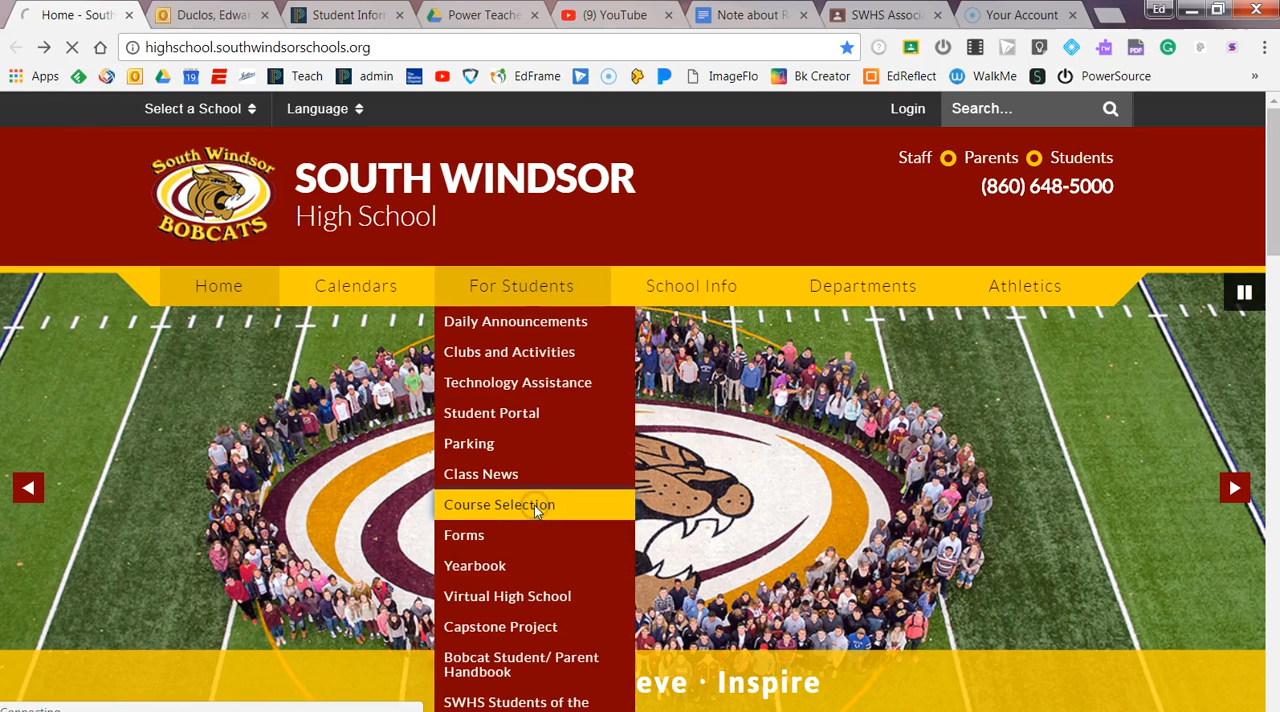 Home - South
Duclos, Edwar
Student Infor
Power Teache
(9) YouTube
Note about R
SWHS Associ
Your Account
Ed
highschool.southwindsorschools.org
Apps
19
Teach
admin
EdFrame
ImageFlo
Bk Creator
EdReflect
WalkMe
PowerSource
»
Select a School
Language
Login
Search...
South Windsor
BOBCATS
SOUTH WINDSOR
High School
Staff Parents Students
(860) 648-5000
Home Calendars For Students School Info Departments Athletics
Daily Announcements
Clubs and Activities
Technology Assistance
Student Portal
Parking
Class News
Course Selection
Forms
Yearbook
Virtual High School
Capstone Project
Bobcat Student/ Parent
Handbook
SWHS Students of the
eve · Inspire